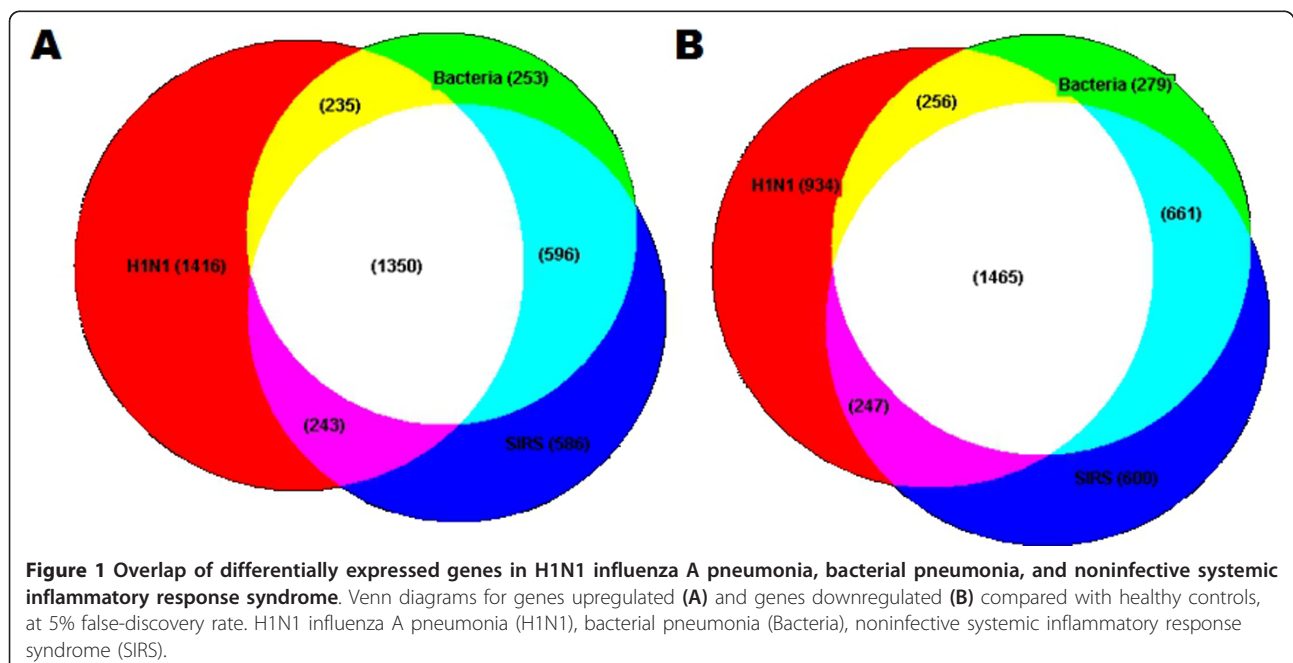 A
B
Bacteria (253)
(235)
H1N1 (1416)
(1350)
(596)
(243)
SIRS (586)
Bacteria (279)
(256)
H1N1 (934)
(661)
(1465)
(247)
SIRS (600)
Figure 1 Overlap of differentially expressed genes in H1N1 influenza A pneumonia, bacterial pneumonia, and noninfective systemic
inflammatory response syndrome. Venn diagrams for genes upregulated (A) and genes downregulated (B) compared with healthy controls,
at 5% false-discovery rate. H1N1 influenza A pneumonia (H1N1), bacterial pneumonia (Bacteria), noninfective systemic inflammatory response
syndrome (SIRS).